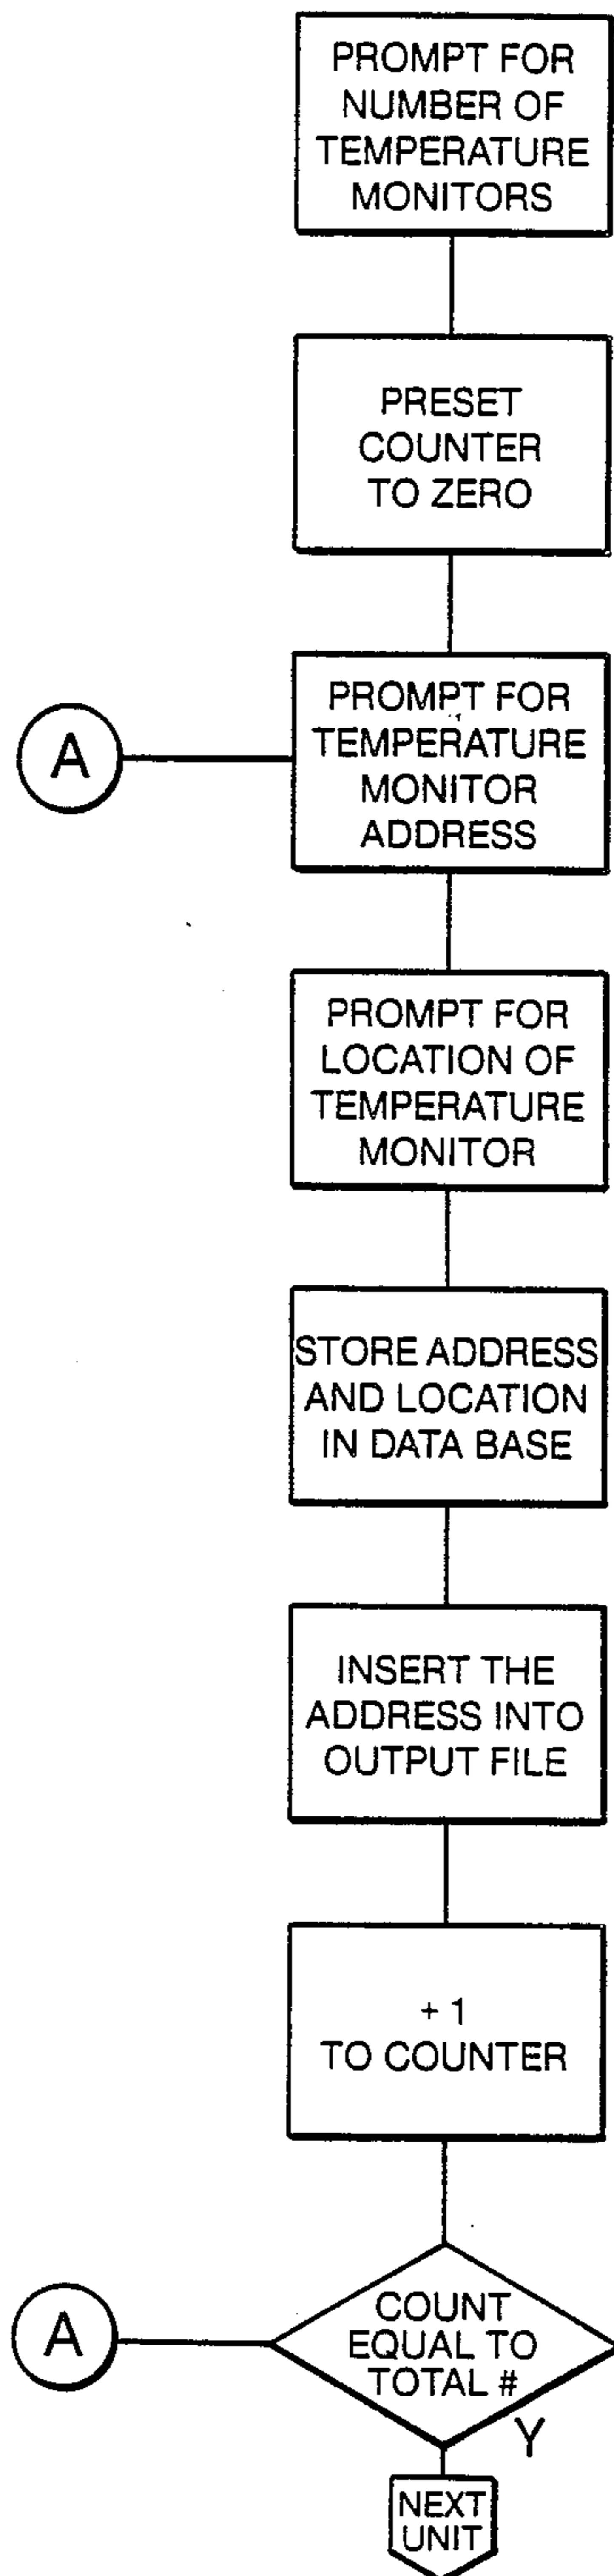 PROMPT FOR
NUMBER OF
TEMPERATURE
MONITORS
PRESET
COUNTER
TO ZERO
A
PROMPT FOR
TEMPERATURE
MONITOR
ADDRESS
PROMPT FOR
LOCATION OF
TEMPERATURE
MONITOR
STORE ADDRESS
AND LOCATION
IN DATA BASE
INSERT THE
ADDRESS INTO
OUTPUT FILE
+ 1
TO COUNTER
A
COUNT
EQUAL TO
TOTAL #
Y
NEXT
UNIT